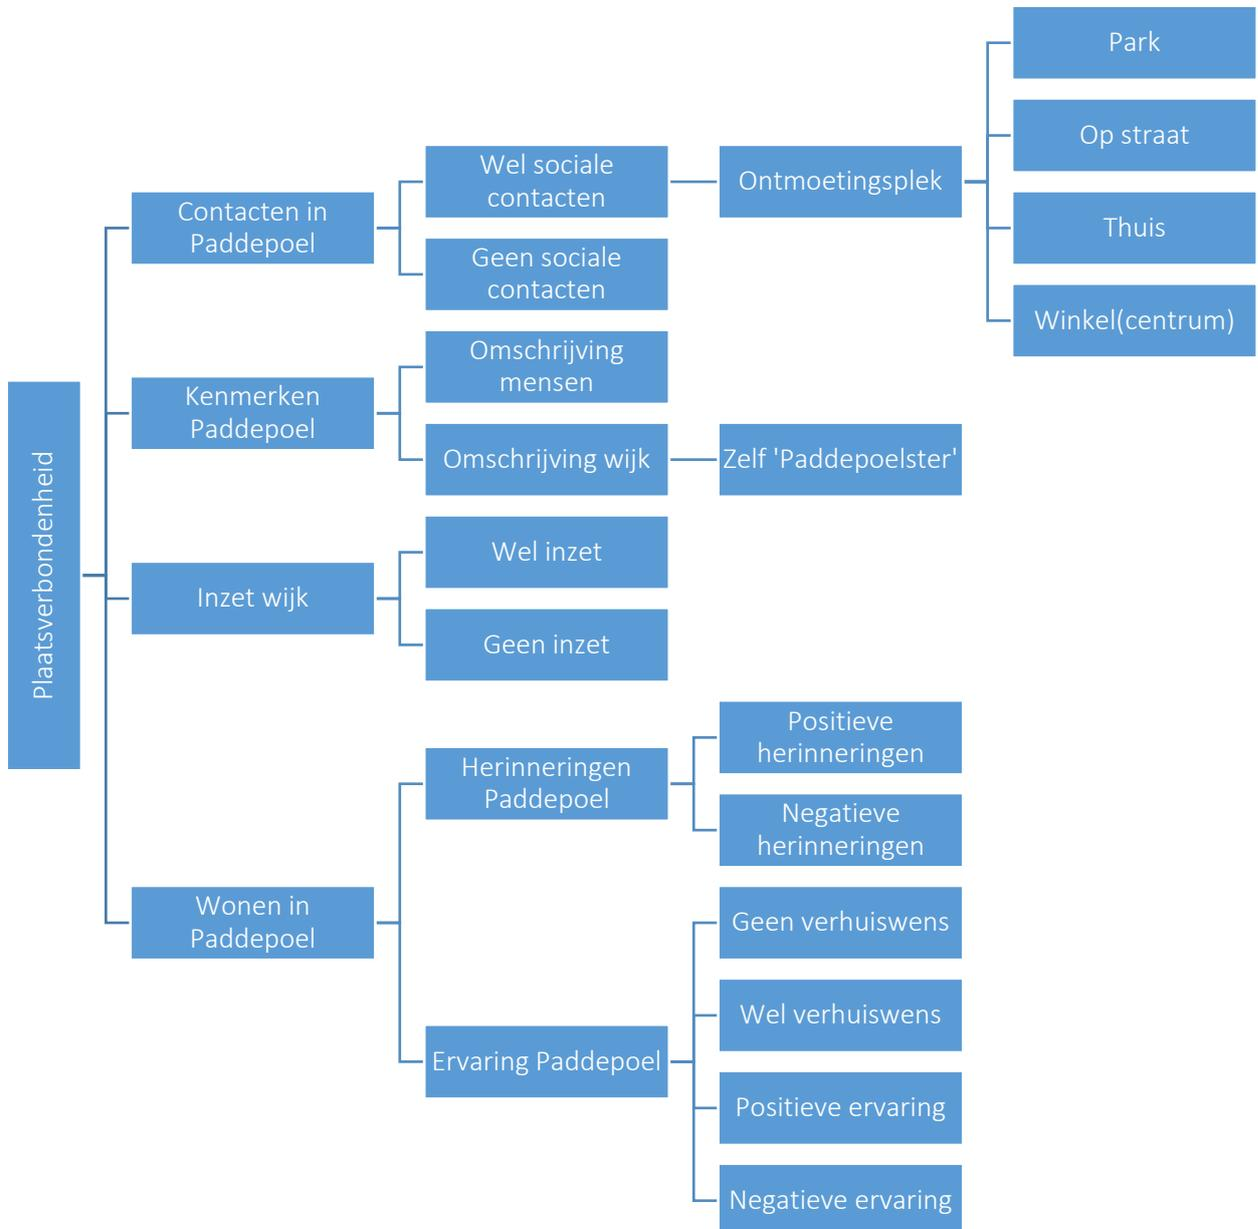 Plaatsverbondenheid
Contacten in
Paddepoel
Wel sociale
contacten
Ontmoetingsplek
Park
Op straat
Thuis
Winkel(centrum)
Geen sociale
contacten
Kenmerken
Paddepoel
Omschrijving
mensen
Omschrijving wijk
Zelf 'Paddepoelster'
Inzet wijk
Wel inzet
Geen inzet
Wonen in
Paddepoel
Herinneringen
Paddepoel
Positieve
herinneringen
Negatieve
herinneringen
Ervaring Paddepoel
Geen verhuiswens
Wel verhuiswens
Positieve ervaring
Negatieve ervaring